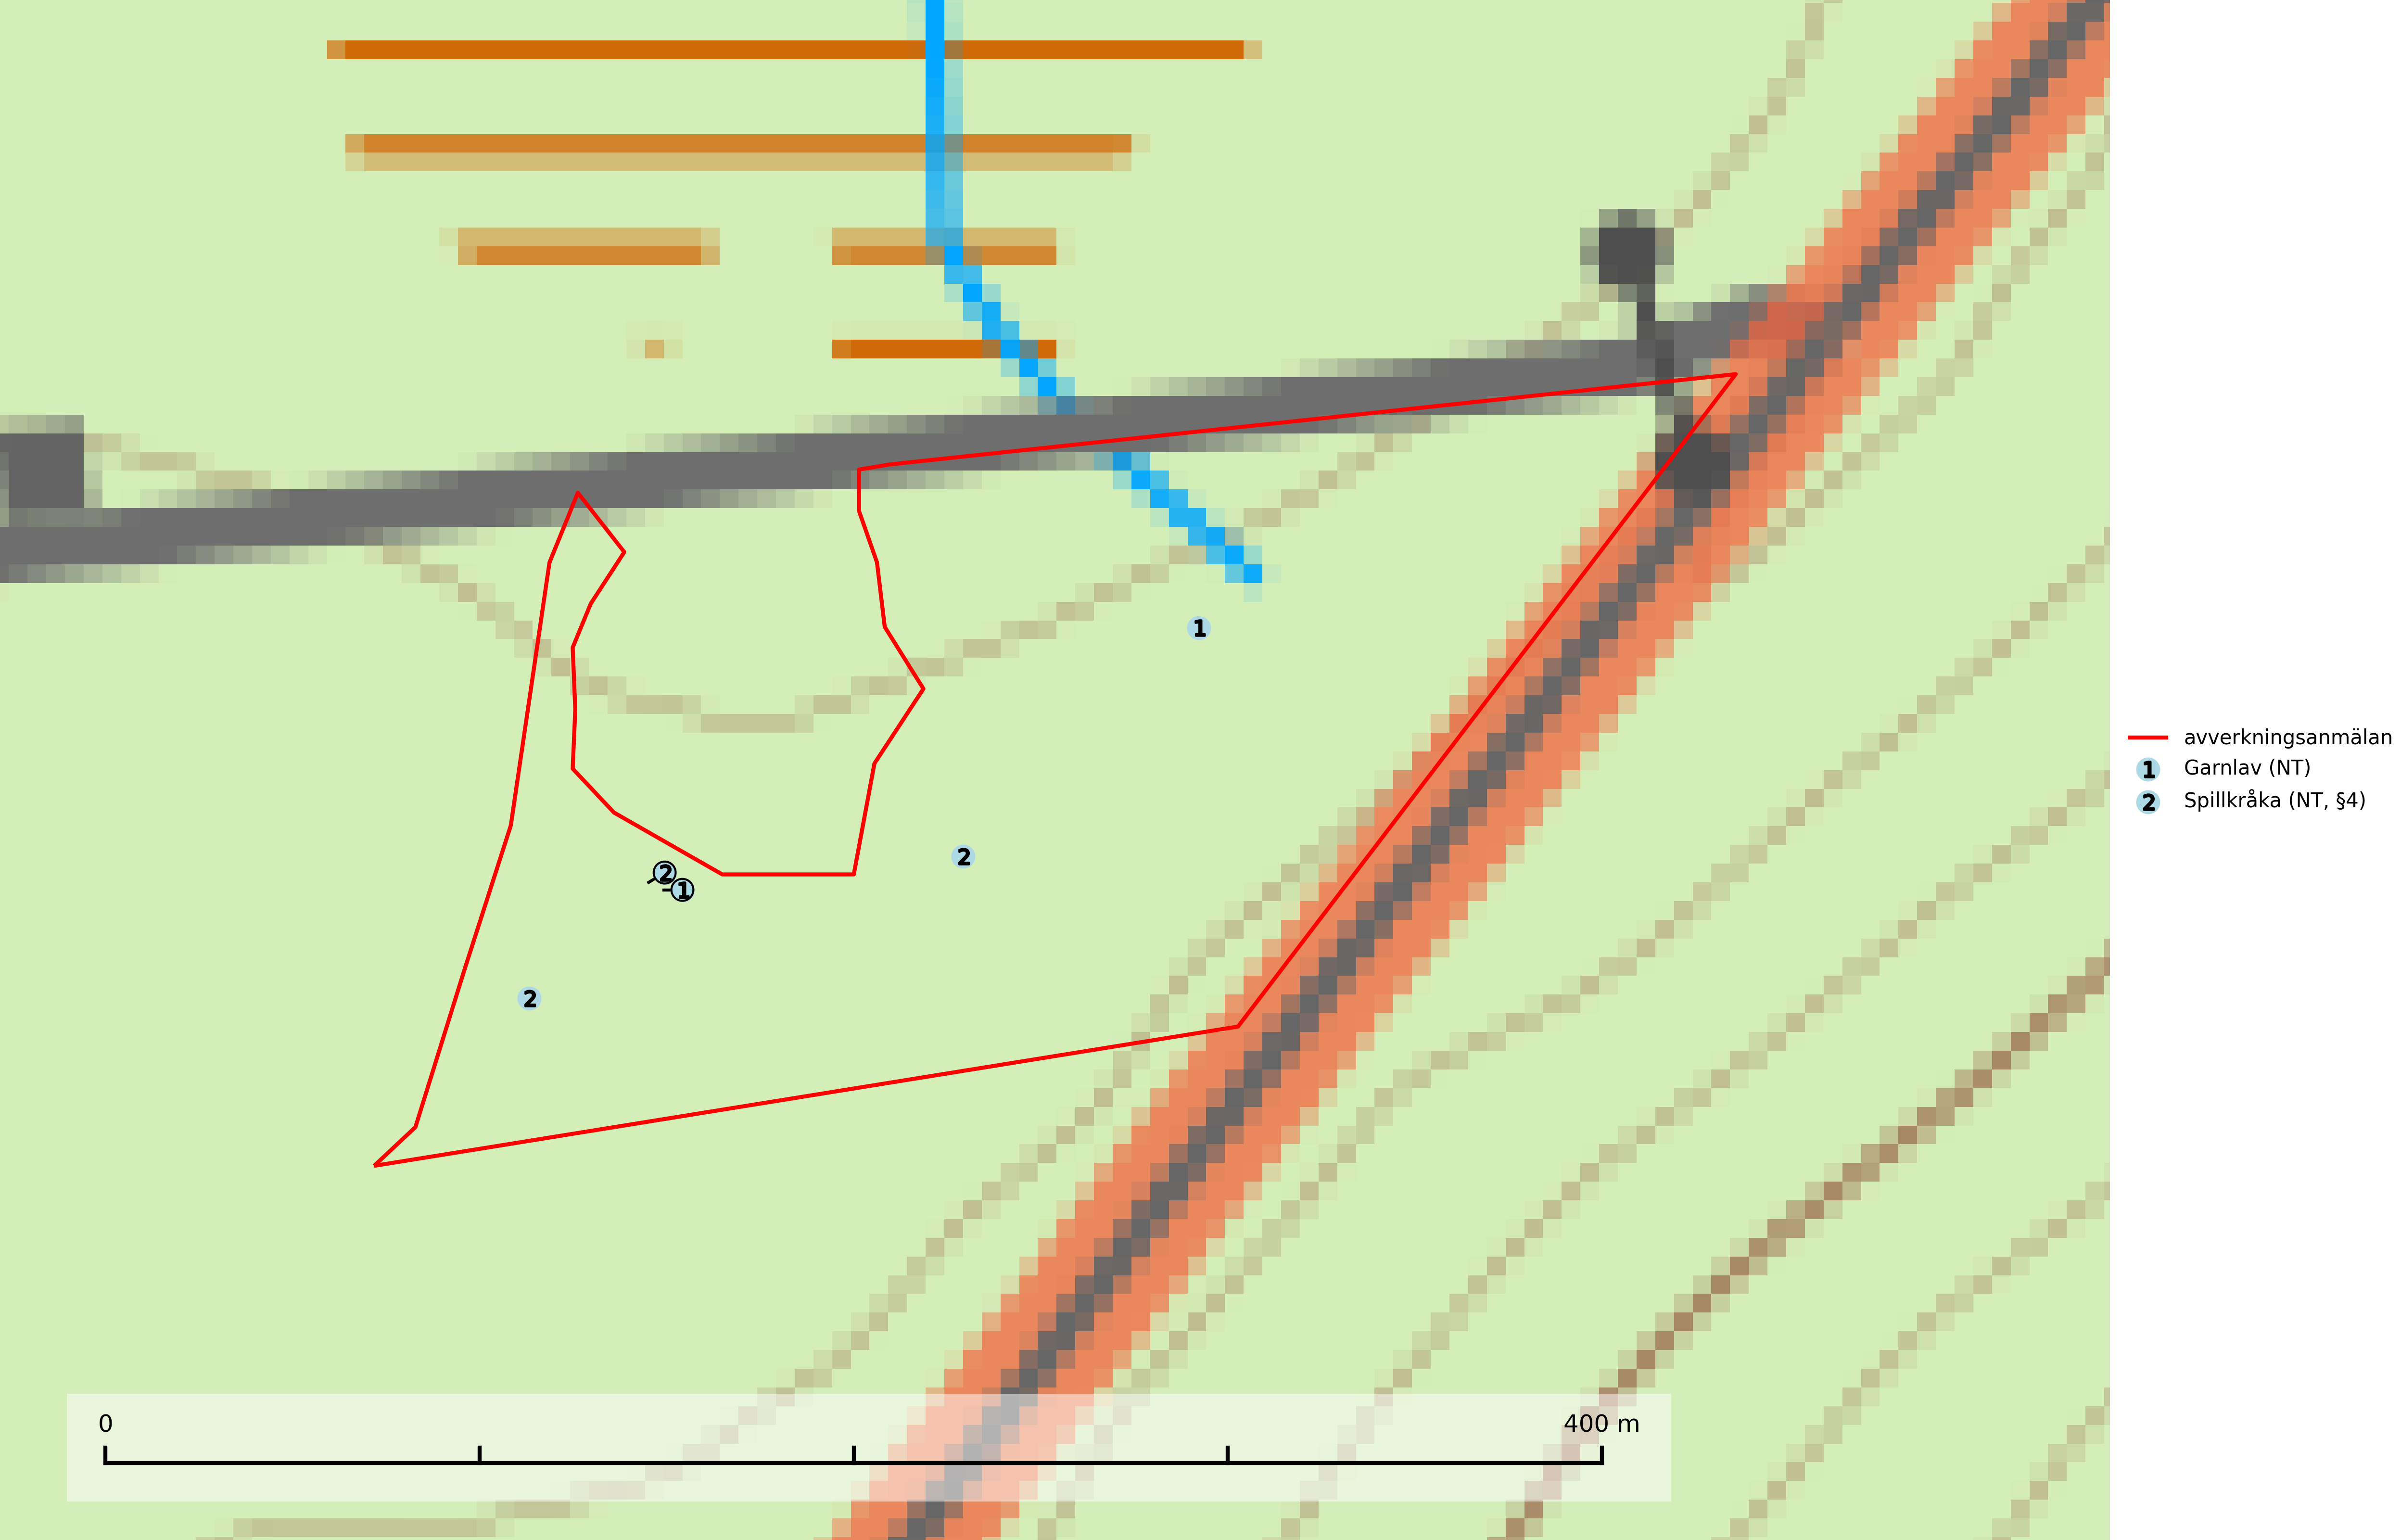 1
2
2
1
2
avverkningsanmälan
1 Garnlav (NT)
2 Spillkråka (NT, §4)
0 400 m